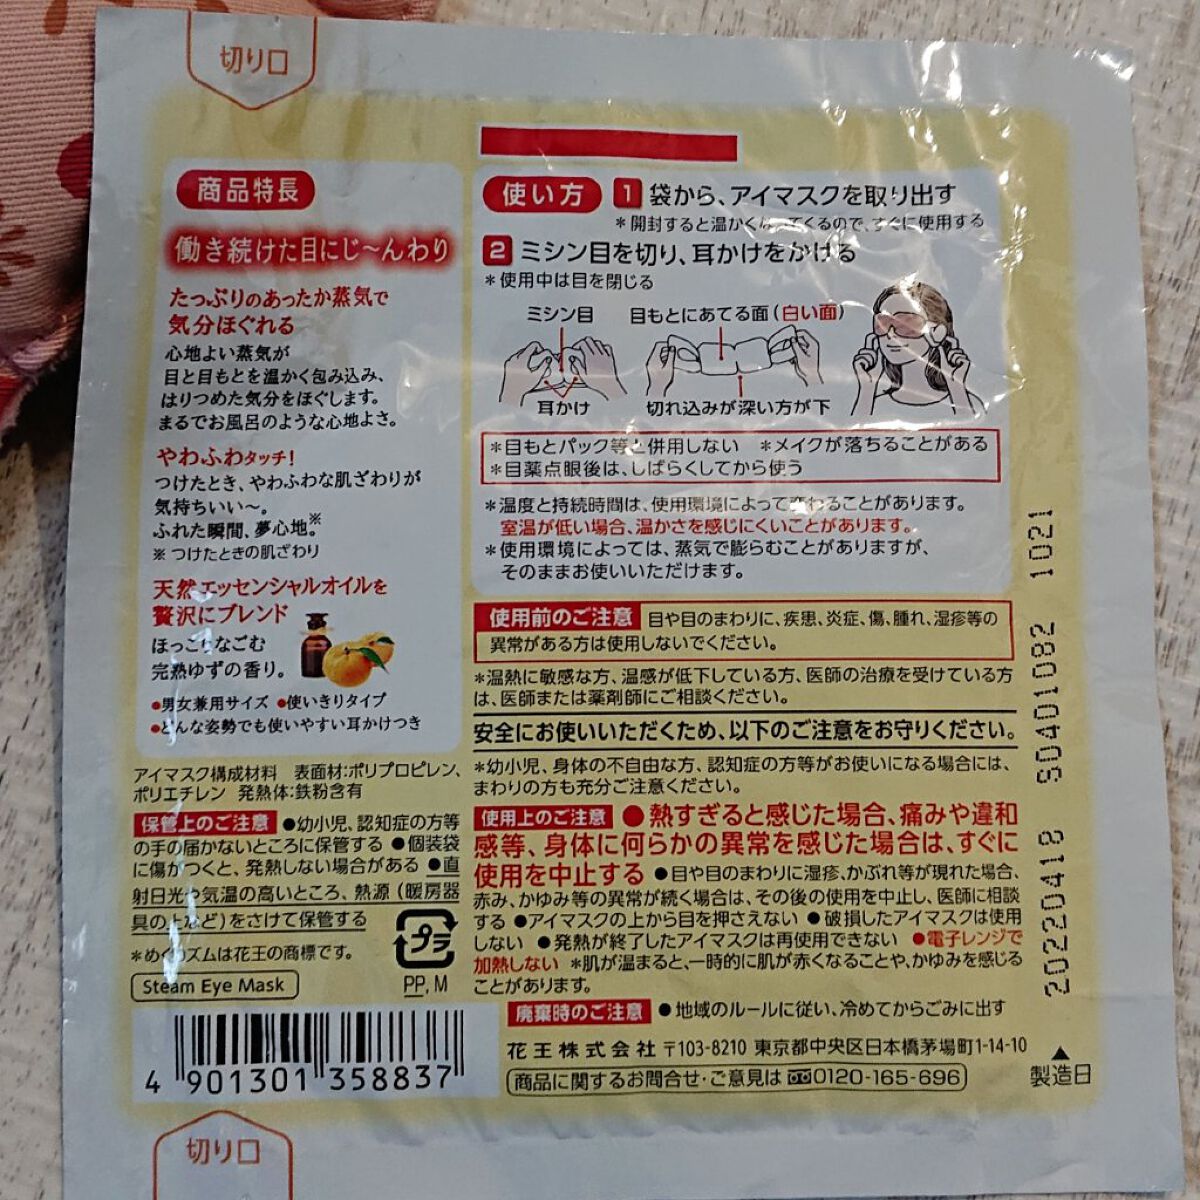 切り口
商品特長
働き続けた目にじ〜んわり
たっぷりのあったか蒸気で
気分ほぐれる
心地よい蒸気が
目と目もとを温かく包み込み、
はりつめた気分をほぐします。
まるでお風呂のような心地よさ。
やわふわタッチ!
つけたとき、やわふわな肌ざわりが
気持ちいい〜。
ふれた瞬間、夢心地。※
※ つけたときの肌ざわり
天然エッセンシャルオイルを
贅沢にブレンド
ほっこりなごむ
完熟ゆずの香り。
●男女兼用サイズ ●使いきりタイプ
●どんな姿勢でも使いやすい耳かけつき
使い方 1 袋から、アイマスクを取り出す
*開封すると温かくなってくるので、すぐに使用する
2 ミシン目を切り、耳かけをかける
*使用中は目を閉じる
ミシン目 目もとにあてる面(白い面)
耳かけ 切れ込みが深い方が下
*目もとパック等と併用しない *メイクが落ちることがある
*目薬点眼後は、しばらくしてから使う
*温度と持続時間は、使用環境によって変わることがあります。
室温が低い場合、温かさを感じにくいことがあります。
*使用環境によっては、蒸気で膨らむことがありますが、
そのままお使いいただけます。
使用前のご注意 目や目のまわりに、疾患、炎症、傷、腫れ、湿疹等の
異常がある方は使用しないでください。
*温熱に敏感な方、温感が低下している方、医師の治療を受けている方
は、医師または薬剤師にご相談ください。
安全にお使いいただくため、以下のご注意をお守りください。
*幼小児、身体の不自由な方、認知症の方等がお使いになる場合には、
まわりの方も充分ご注意ください。
使用上のご注意 ●熱すぎると感じた場合、痛みや違和
感等、身体に何らかの異常を感じた場合は、すぐに
使用を中止する ●目や目のまわりに湿疹、かぶれ等が現れた場合、
赤み、かゆみ等の異常が続く場合は、その後の使用を中止し、医師に相談
する ●アイマスクの上から目を押さえない ●破損したアイマスクは使用
しない ●発熱が終了したアイマスクは再使用できない ●電子レンジで
加熱しない *肌が温まると、一時的に肌が赤くなることや、かゆみを感じる
ことがあります。
廃棄時のご注意 ●地域のルールに従い、冷めてからごみに出す
アイマスク構成材料 表面材:ポリプロピレン、
ポリエチレン 発熱体:鉄粉含有
保管上のご注意 ●幼小児、認知症の方等
の手の届かないところに保管する ●個装袋
に傷がつくと、発熱しない場合がある ●直
射日光や気温の高いところ、熱源(暖房器
具の上など)をさけて保管する
*めぐりズムは花王の商標です。
Steam Eye Mask
プラ
PP, M
4 901301 358837
花王株式会社 〒103-8210 東京都中央区日本橋茅場町1-14-10
商品に関するお問合せ・ご意見は 0120-165-696
20220418 S0401082 1021
▲
製造日
切り口